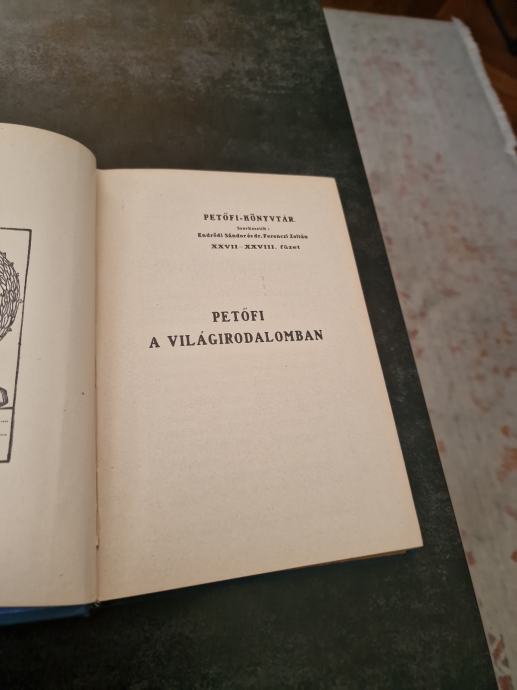 PETŐFI-KÖNYVTÁR.
Szerkesztik:
Endrődi Sándor és dr. Ferenczi Zoltán
XXVII–XXVIII. füzet
PETŐFI
A VILÁGIRODALOMBAN